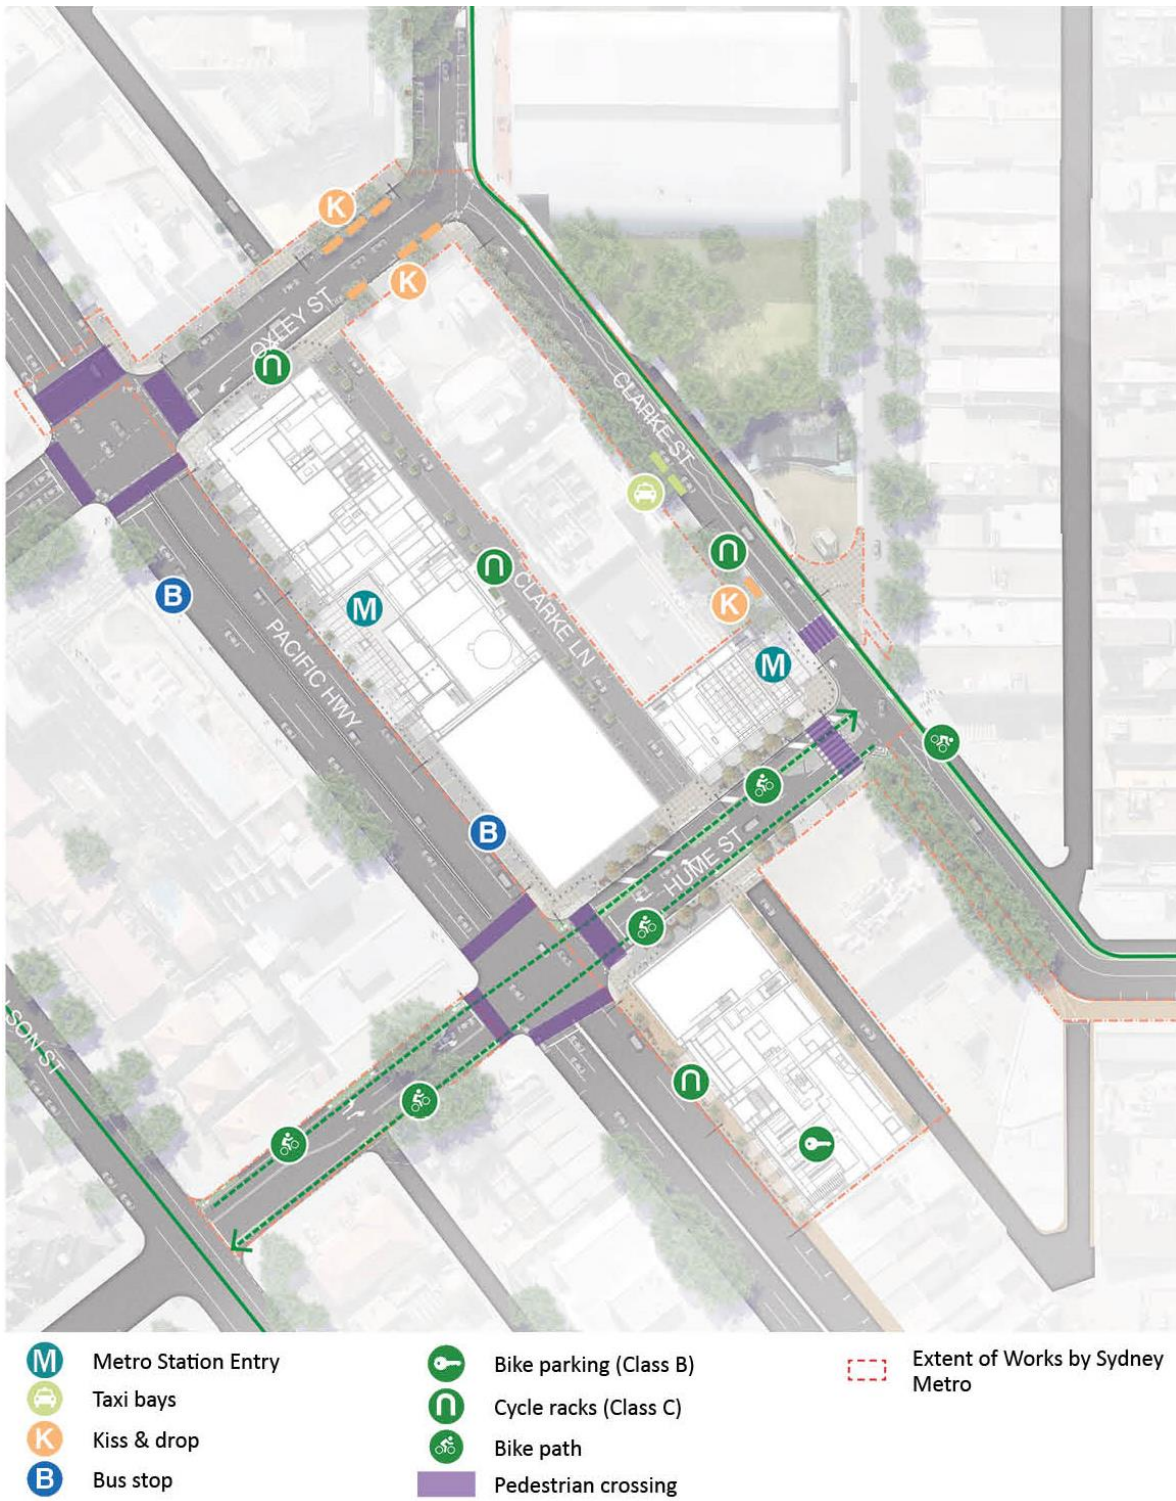 K
K
OXLEY ST
CLARKE ST
K
B
M
CLARKE LN
PACIFIC HWY
M
B
HUME ST
SON ST
M Metro Station Entry
Taxi bays
K Kiss & drop
B Bus stop
Bike parking (Class B)
Cycle racks (Class C)
Bike path
Pedestrian crossing
Extent of Works by Sydney
Metro